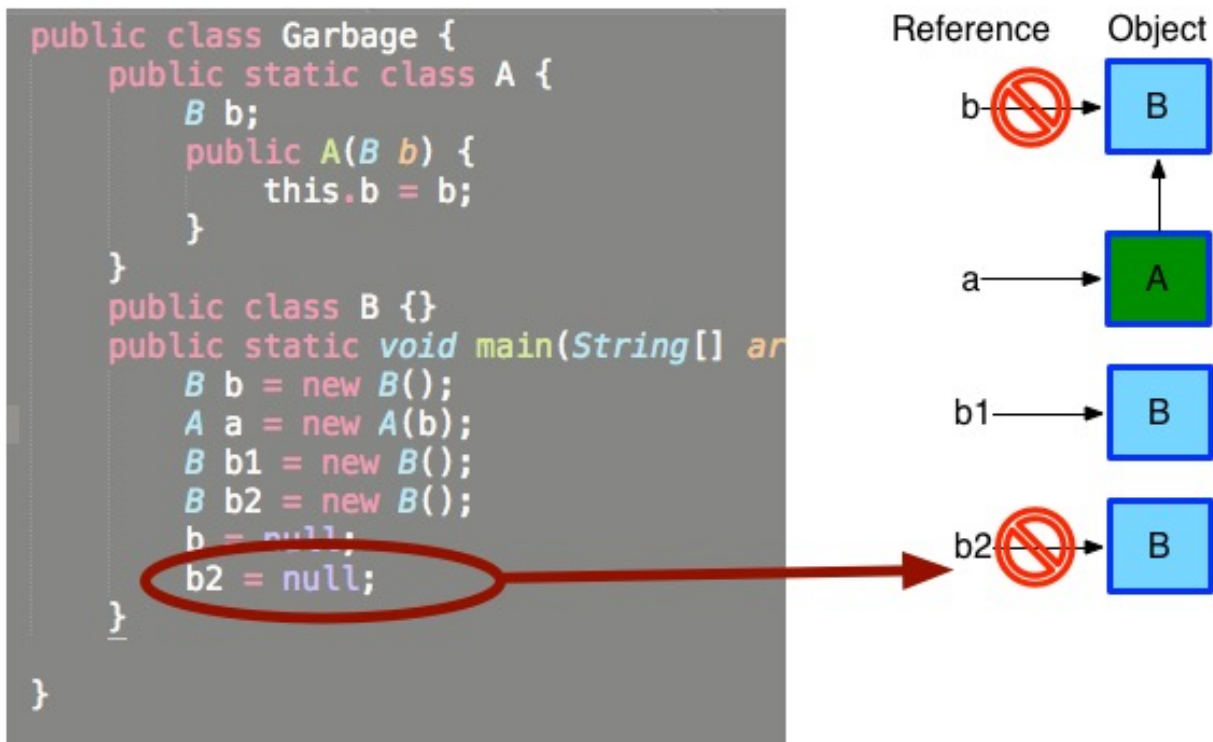 public class Garbage {
public static class A {
B b;
public A(B b) {
this.b = b;
}
}
public class B {}
public static void main(String[] ar
B b = new B();
A a = new A(b);
B b1 = new B();
B b2 = new B();
b = null;
b2 = null;
}
}
Reference Object
b B
a A
b1 B
b2 B